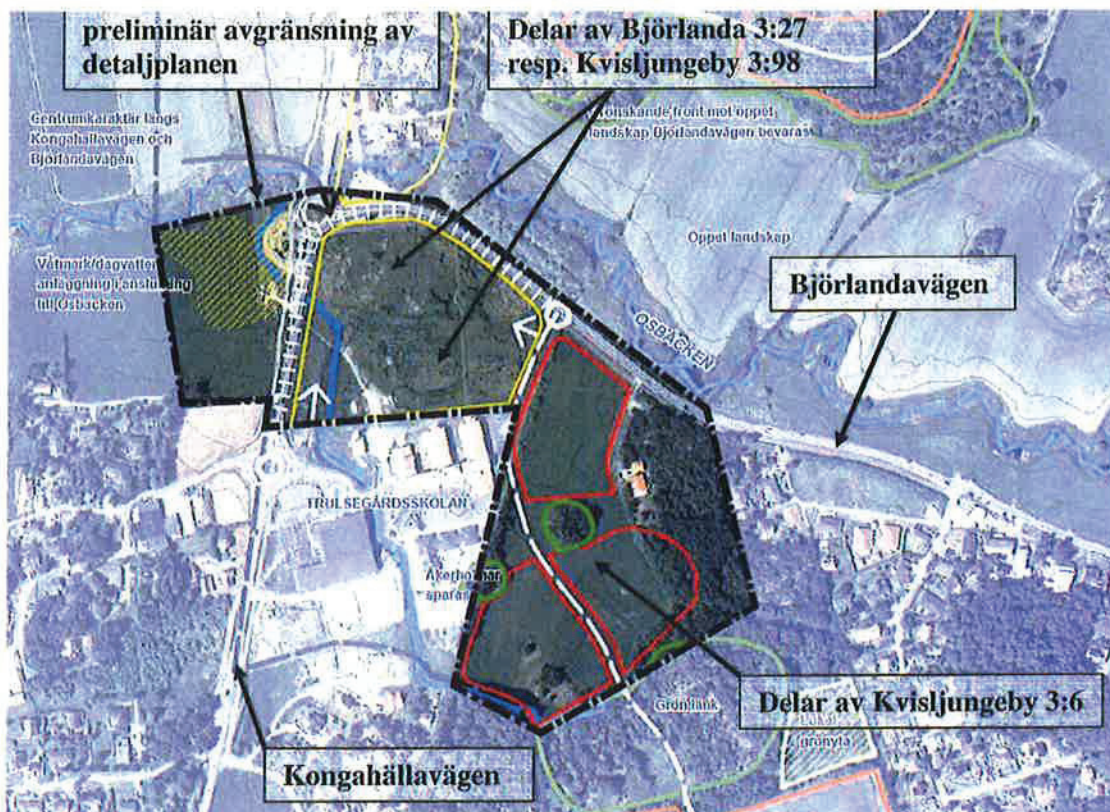 preliminär avgränsning av
detaljplanen
Delar av Björlanda 3:27
resp. Kvisljungeby 3:98
Centrumkaraktär längs
Kongahällavägen och
Björlandavägen
front mot öppet
landskap Björlandavägen bevaras
Öppet landskap
Våtmark/dagvatten
anläggning i anslutning
till Osbäcken
Björlandavägen
OSBÄCKEN
TRULSEGÅRDSSKOLAN
Åkerholmar
sparas
Grönlänk
Delar av Kvisljungeby 3:6
Lokal
grönyta
Kongahällavägen